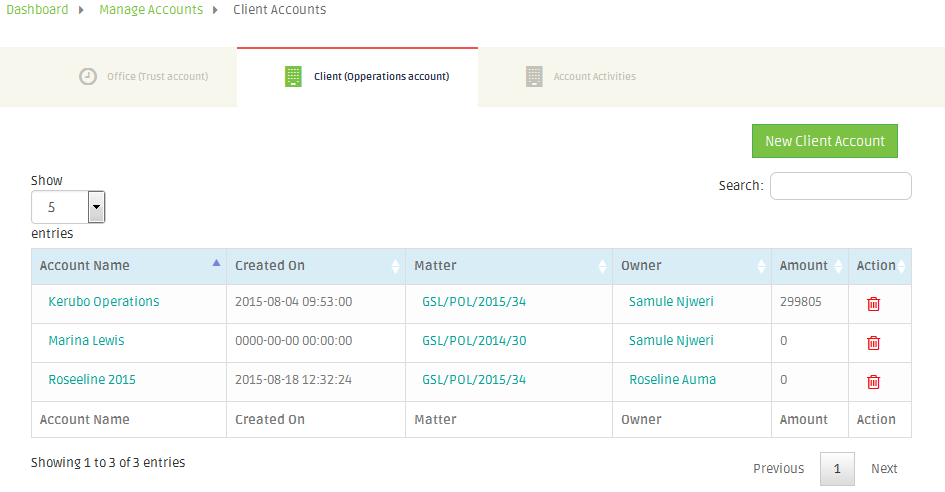 Dashboard Manage Accounts Client Accounts
Office (Trust account) Client (Opperations account) Account Activities
New Client Account
Show
5
entries
Search:
Account Name Created On Matter Owner Amount Action
Kerubo Operations 2015-08-04 09:53:00 GSL/POL/2015/34 Samule Njweri 299805
Marina Lewis 0000-00-00 00:00:00 GSL/POL/2014/30 Samule Njweri 0
Roseeline 2015 2015-08-18 12:32:24 GSL/POL/2015/34 Roseline Auma 0
Account Name Created On Matter Owner Amount Action
Showing 1 to 3 of 3 entries
Previous 1 Next